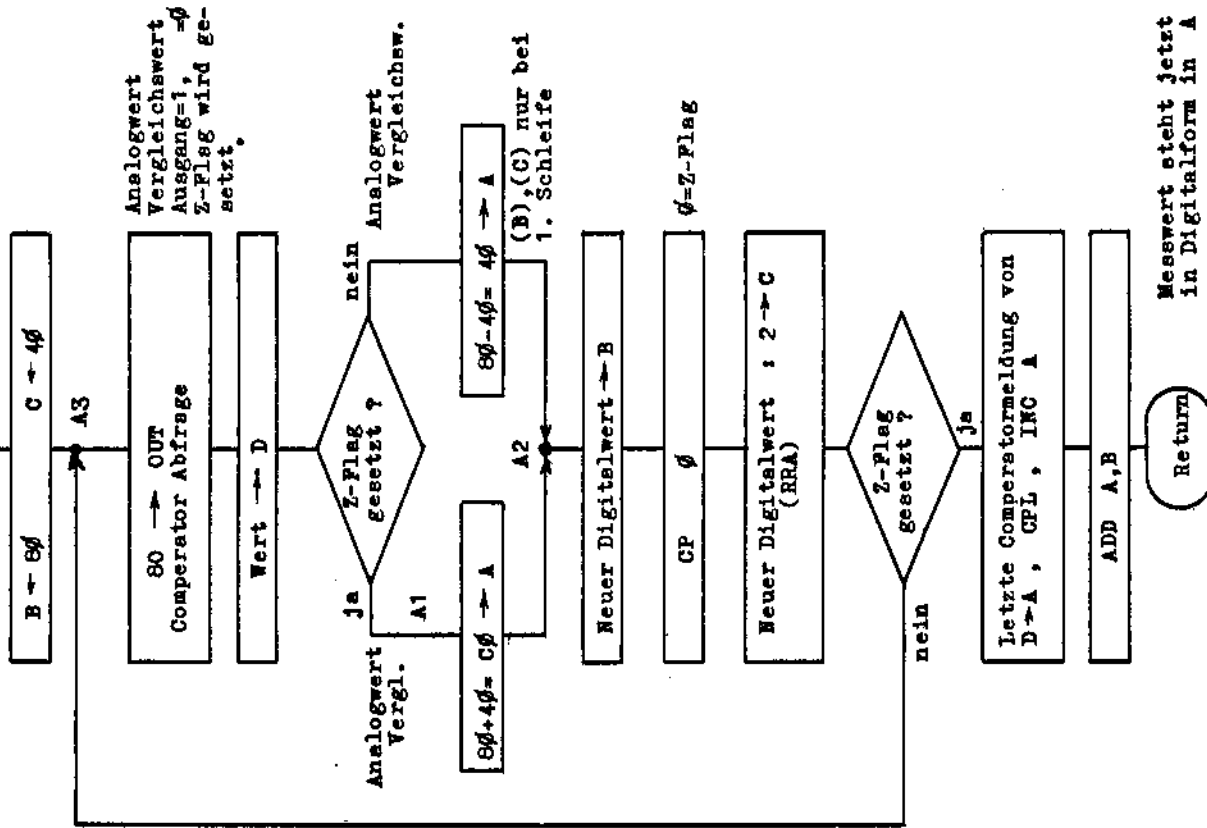 B ← 8Ø C ← 4Ø
A3
8O → OUT
Comperator Abfrage
Analogwert
Vergleichswert
Ausgang=1, =Ø
Z-Flag wird ge-
setzt.
Wert → D
Z-Flag
gesetzt ?
ja
nein
Analogwert
Vergl.
A1
Analogwert
Vergleichsw.
8Ø+4Ø= CØ → A
8Ø-4Ø= 4Ø → A
A2
(B),(C) nur bei
1. Schleife
Neuer Digitalwert → B
CP Ø
Ø=Z-Flag
Neuer Digitalwert : 2 → C
(RRA)
Z-Flag
gesetzt ?
nein
ja
Letzte Comperatormeldung von
D→A , CPL , INC A
ADD A,B
Return
Messwert steht jetzt
in Digitalform in A